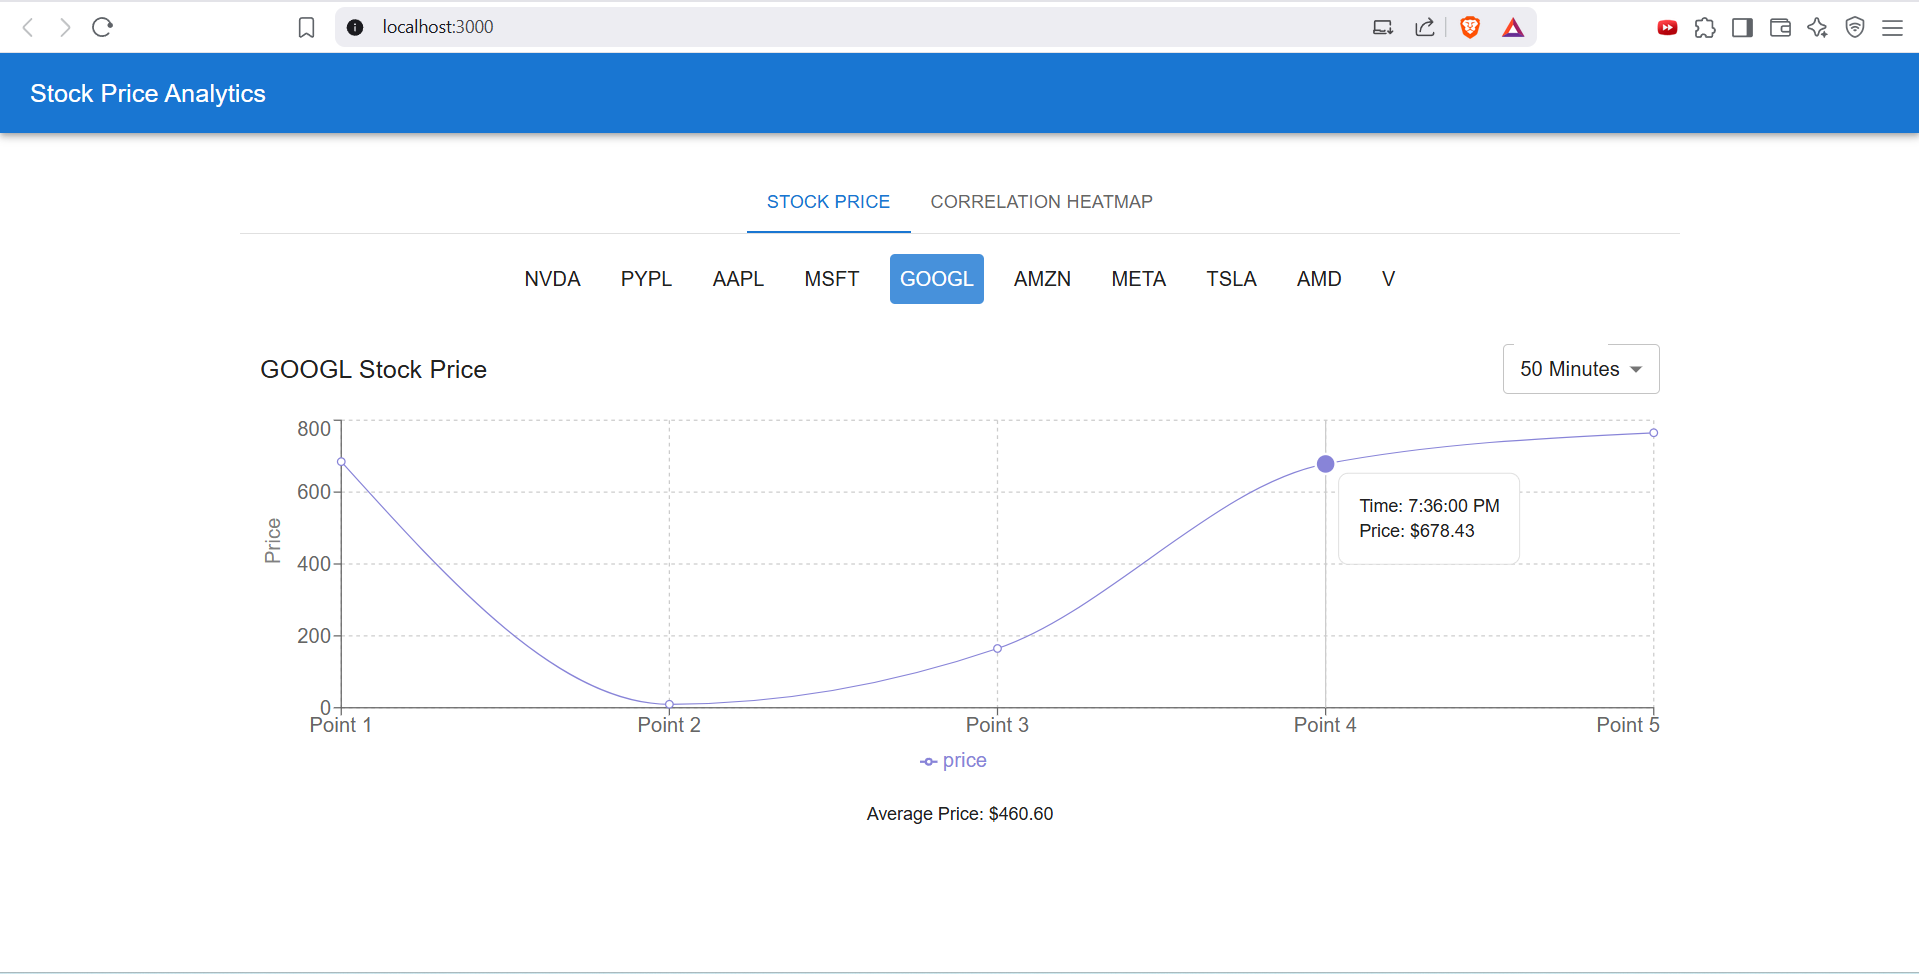 localhost:3000
Stock Price Analytics
STOCK PRICE CORRELATION HEATMAP
NVDA PYPL AAPL MSFT GOOGL AMZN META TSLA AMD V
GOOGL Stock Price
50 Minutes
Price
800
600
400
200
0
Time: 7:36:00 PM
Price: $678.43
Point 1 Point 2 Point 3 Point 4 Point 5
price
Average Price: $460.60